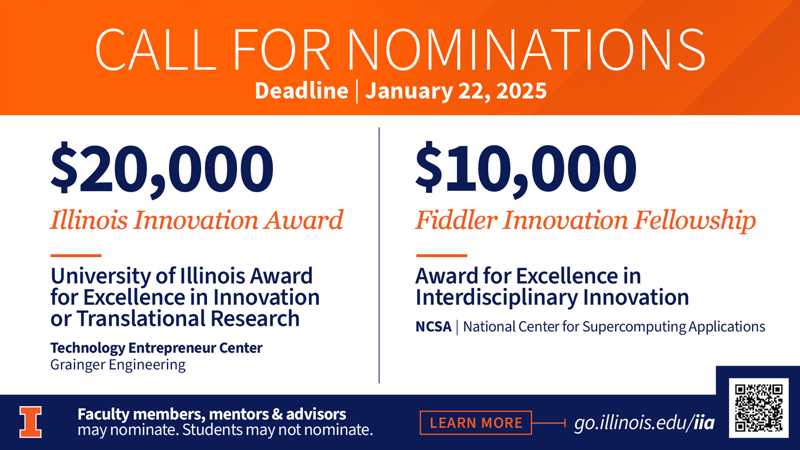 CALL FOR NOMINATIONS
Deadline | January 22, 2025
$20,000
Illinois Innovation Award
University of Illinois Award
for Excellence in Innovation
or Translational Research
Technology Entrepreneur Center
Grainger Engineering
$10,000
Fiddler Innovation Fellowship
Award for Excellence in
Interdisciplinary Innovation
NCSA | National Center for Supercomputing Applications
I
Faculty members, mentors & advisors
may nominate. Students may not nominate.
LEARN MORE
go.illinois.edu/iia